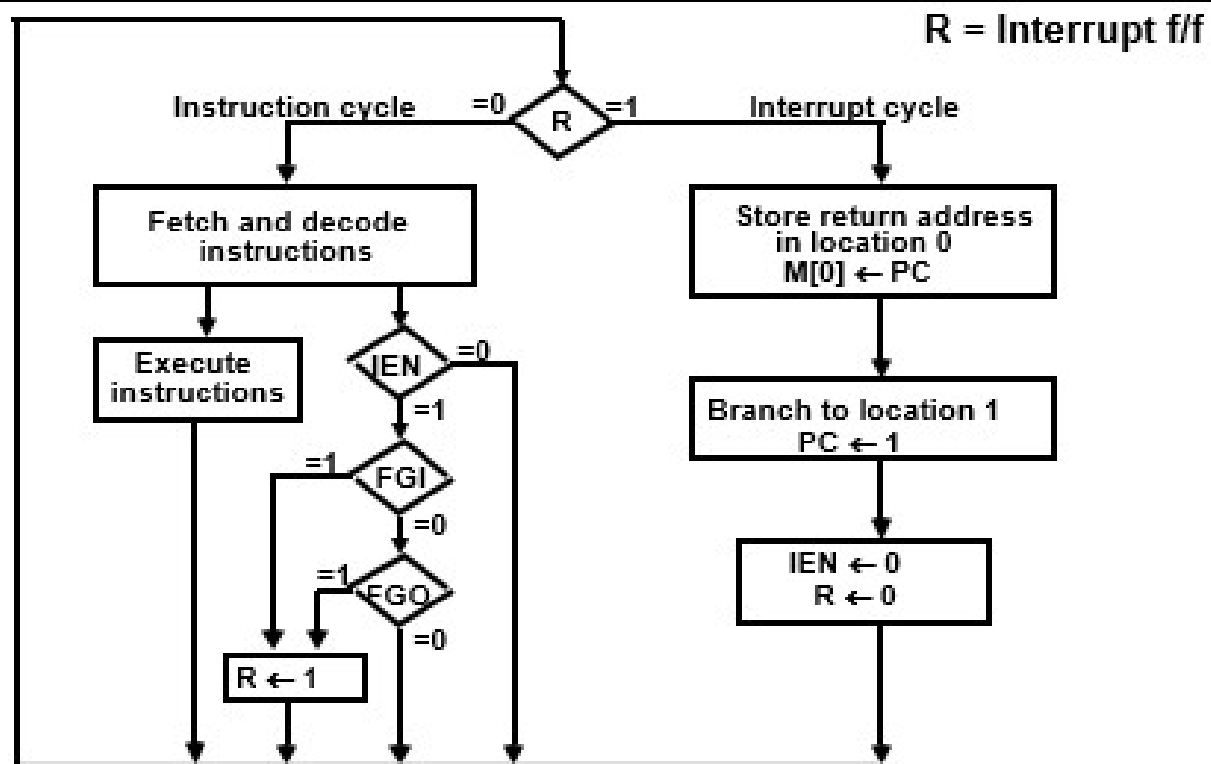 R = Interrupt f/f
Instruction cycle
=0
R
=1
Interrupt cycle
Fetch and decode
instructions
Store return address
in location 0
M[0] ← PC
Execute
instructions
IEN
=0
=1
Branch to location 1
PC ← 1
=1
FGI
=0
IEN ← 0
R ← 0
=1
FGO
=0
R ← 1